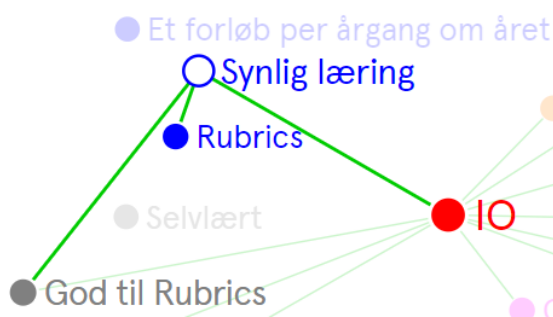 Et forløb per årgang om året
Synlig læring
Rubrics
Selvlært
IO
God til Rubrics